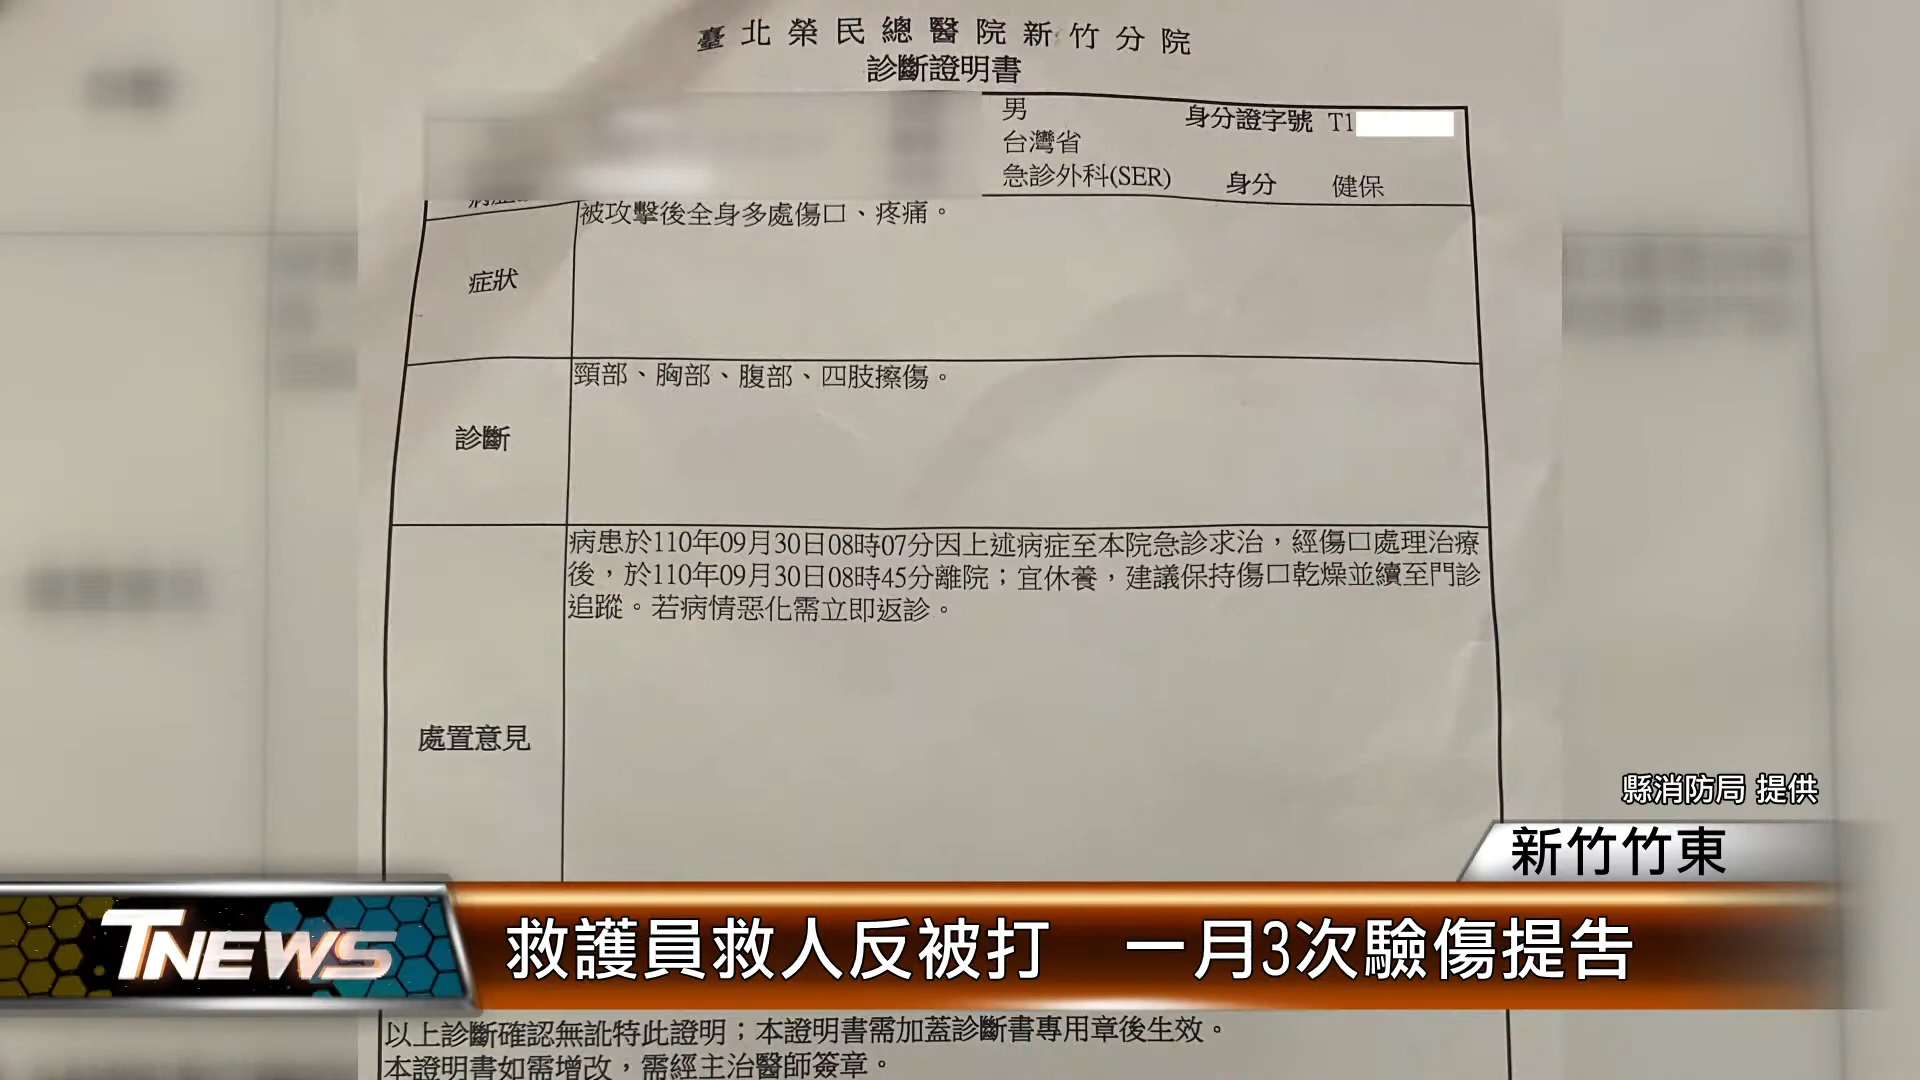 臺北榮民總醫院新竹分院
診斷證明書
男 身分證字號 T1
台灣省
急診外科(SER) 身分 健保
被攻擊後全身多處傷口、疼痛。
症狀
頸部、胸部、腹部、四肢擦傷。
診斷
病患於110年09月30日08時07分因上述病症至本院急診求治，經傷口處理治療
後，於110年09月30日08時45分離院；宜休養，建議保持傷口乾燥並續至門診
追蹤。若病情惡化需立即返診。
處置意見
縣消防局 提供
新竹竹東
TNEWS
救護員救人反被打 一月3次驗傷提告
以上診斷確認無訛特此證明；本證明書需加蓋診斷書專用章後生效。
本證明書如需增改，需經主治醫師簽章。